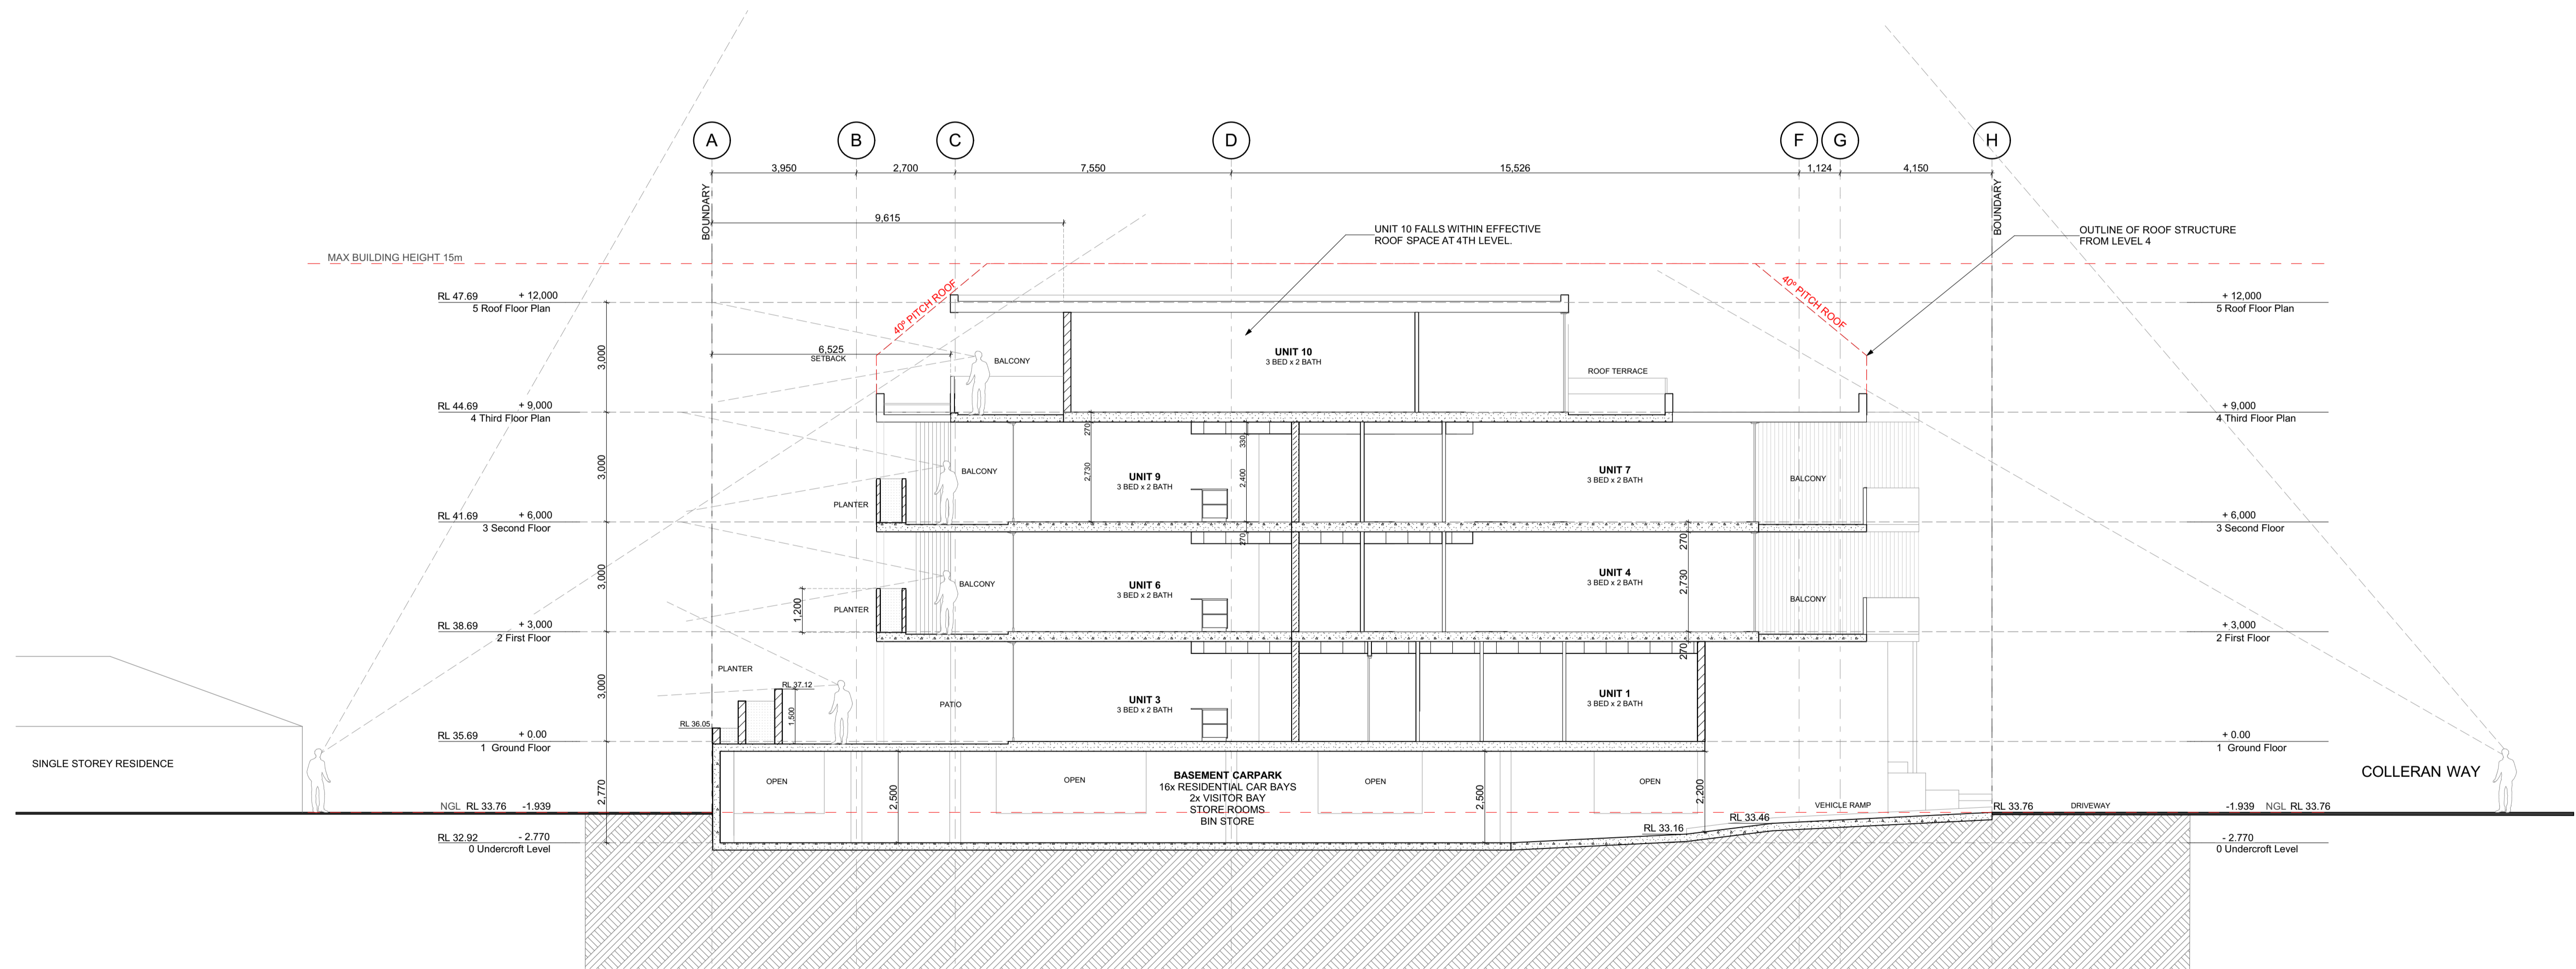 A
B
C
D
F
G
H
3,950
2,700
7,550
15,526
1,124
4,150
BOUNDARY
BOUNDARY
9,615
UNIT 10 FALLS WITHIN EFFECTIVE
ROOF SPACE AT 4TH LEVEL.
OUTLINE OF ROOF STRUCTURE
FROM LEVEL 4
MAX BUILDING HEIGHT 15m
40º PITCH ROOF
40º PITCH ROOF
RL 47.69 + 12,000
5 Roof Floor Plan
+ 12,000
5 Roof Floor Plan
3,000
6,525
SETBACK
BALCONY
UNIT 10
3 BED x 2 BATH
ROOF TERRACE
RL 44.69 + 9,000
4 Third Floor Plan
+ 9,000
4 Third Floor Plan
3,000
270
330
2,730
2,400
BALCONY
UNIT 9
3 BED x 2 BATH
UNIT 7
3 BED x 2 BATH
BALCONY
PLANTER
RL 41.69 + 6,000
3 Second Floor
+ 6,000
3 Second Floor
3,000
270
270
2,730
BALCONY
UNIT 6
3 BED x 2 BATH
UNIT 4
3 BED x 2 BATH
BALCONY
1,200
PLANTER
RL 38.69 + 3,000
2 First Floor
+ 3,000
2 First Floor
3,000
270
PLANTER
RL 37.12
1,500
RL 36.05
PATIO
UNIT 3
3 BED x 2 BATH
UNIT 1
3 BED x 2 BATH
RL 35.69 + 0.00
1 Ground Floor
+ 0.00
1 Ground Floor
SINGLE STOREY RESIDENCE
COLLERAN WAY
2,770
OPEN
OPEN
BASEMENT CARPARK
16x RESIDENTIAL CAR BAYS
2x VISITOR BAY
STORE ROOMS
BIN STORE
OPEN
OPEN
2,500
2,500
2,200
NGL RL 33.76 -1.939
VEHICLE RAMP
RL 33.76
DRIVEWAY
-1.939 NGL RL 33.76
RL 33.16
RL 33.46
RL 32.92 - 2.770
0 Undercroft Level
- 2.770
0 Undercroft Level